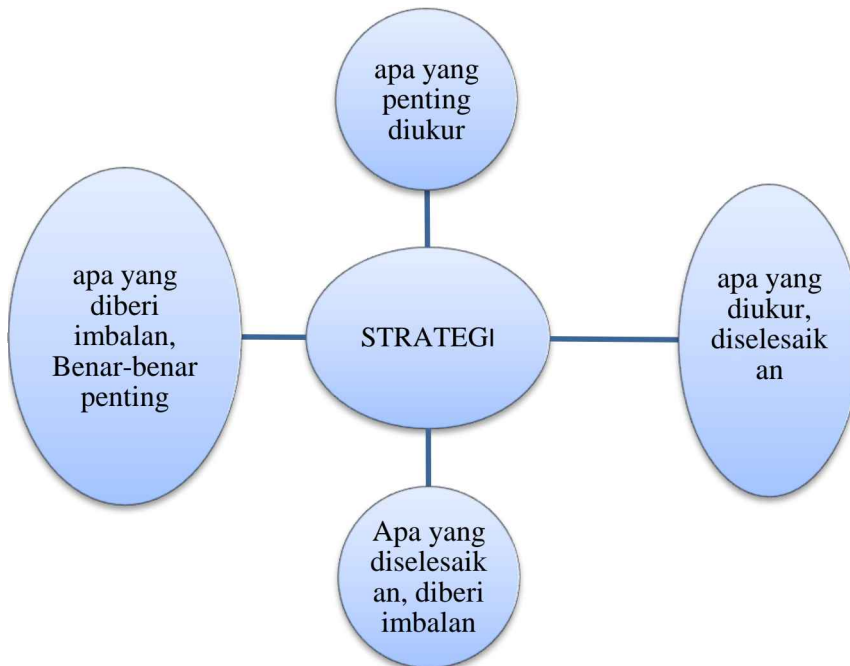 apa yang
penting
diukur
apa yang
diberi
imbalan,
Benar-benar
penting
STRATEGI
apa yang
diukur,
diselesaik
an
Apa yang
diselesaik
an, diberi
imbalan